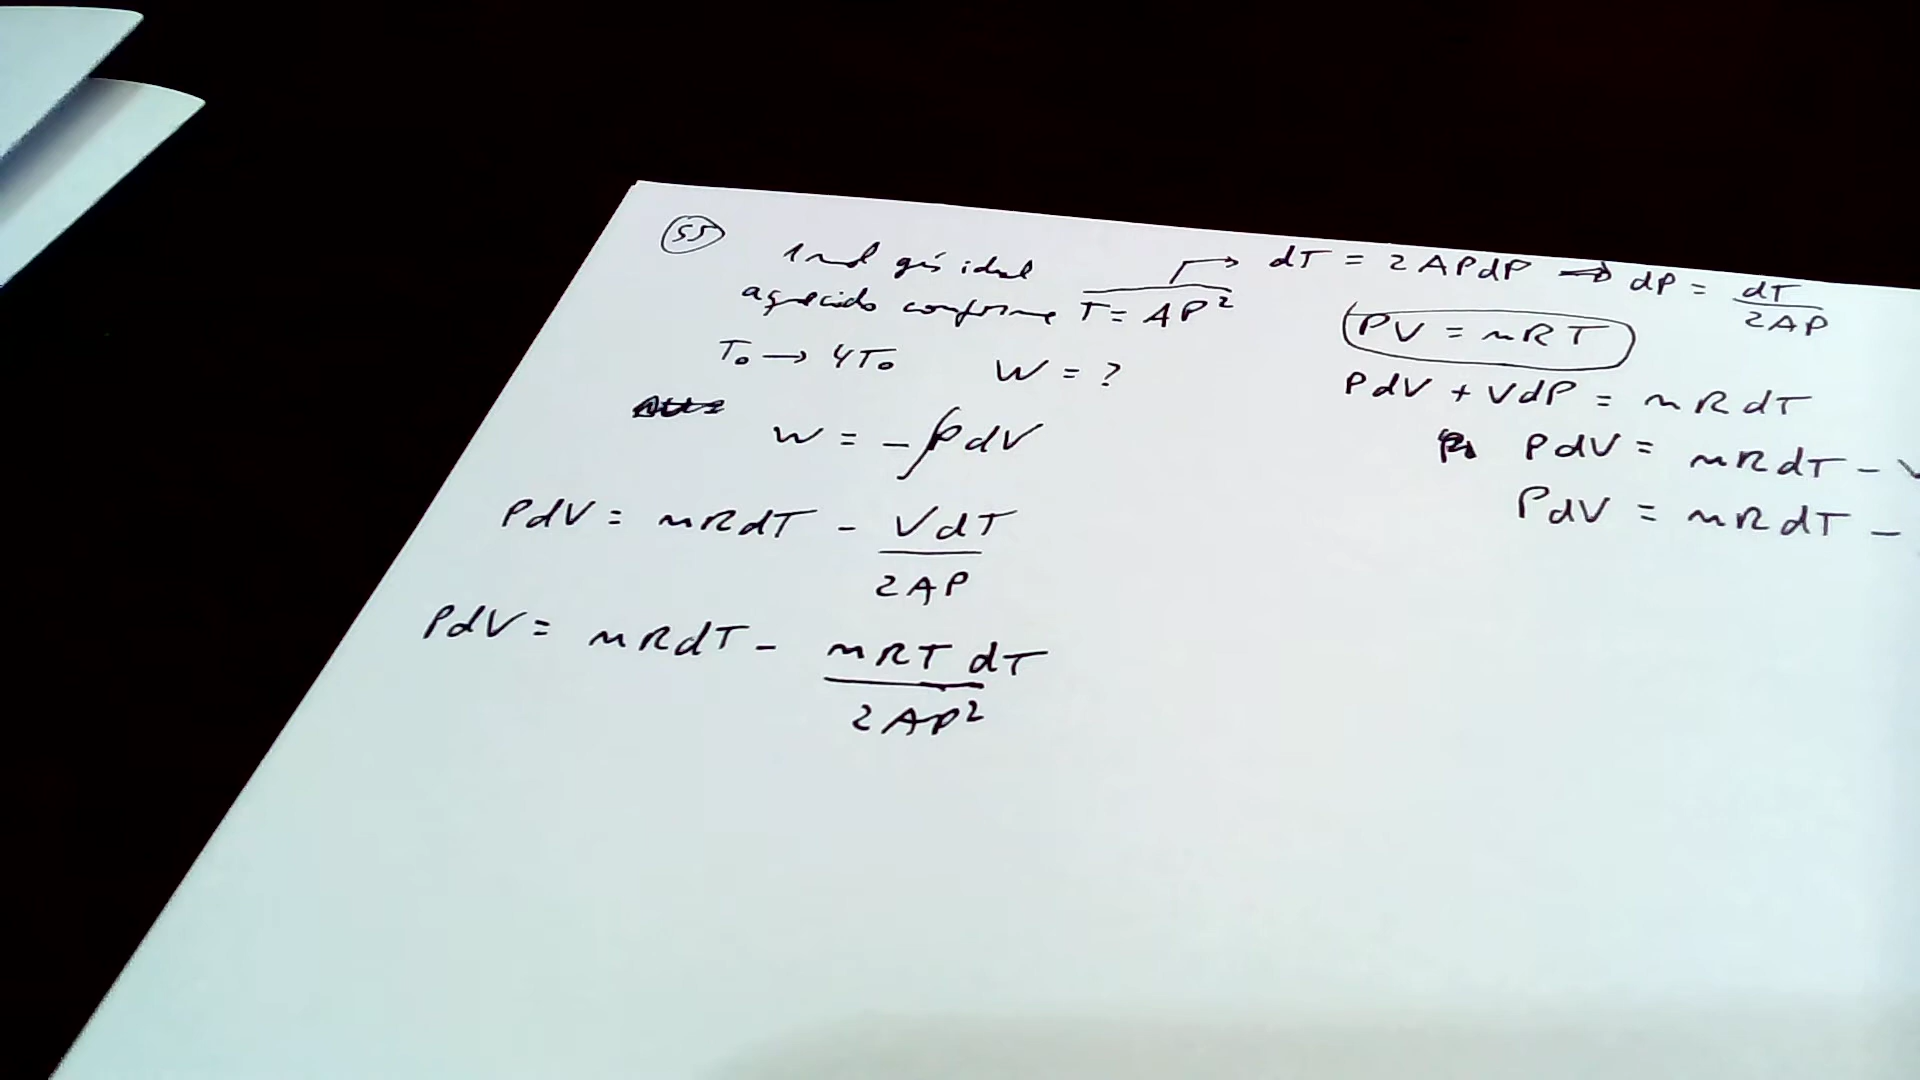 55
1 mol gás ideal
aquecido conforme T = AP² → dT = 2APdP ⇒ dP = dT/2AP
T₀ → 4T₀ W = ?
PV = nRT
PdV + VdP = nRdT
W = -∫PdV
PdV = nRdT -
PdV = nRdT -
PdV = nRdT - VdT/2AP
PdV = nRdT - nRT dT/2AP²